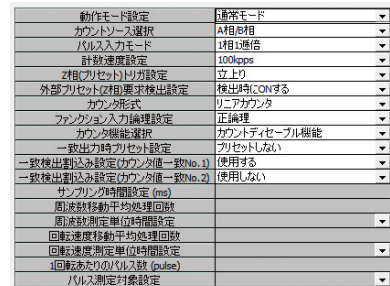 動作モード設定 通常モード
カウントソース選択 A相/B相
パルス入力モード 1相1逓倍
計数速度設定 100kpps
Z相(プリセット)トリガ設定 立上り
外部プリセット(Z相)要求検出設定 検出時にONする
カウンタ形式 リニアカウンタ
ファンクション入力論理設定 正論理
カウンタ機能選択 カウントディセーブル機能
一致出力時プリセット設定 プリセットしない
一致検出割込み設定(カウンタ値一致No.1) 使用する
一致検出割込み設定(カウンタ値一致No.2) 使用しない
サンプリング時間設定 (ms)
周波数移動平均処理回数
周波数測定単位時間設定
回転速度移動平均処理回数
回転速度測定単位時間設定
1回転あたりのパルス数 (pulse)
パルス測定対象設定